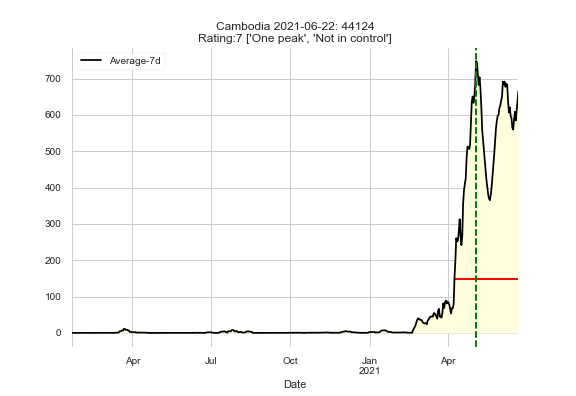 Cambodia 2021-06-22: 44124
Rating:7 ['One peak', 'Not in control']
Average-7d
700
600
500
400
300
200
100
0
Apr
Jul
Oct
Jan
2021
Apr
Date